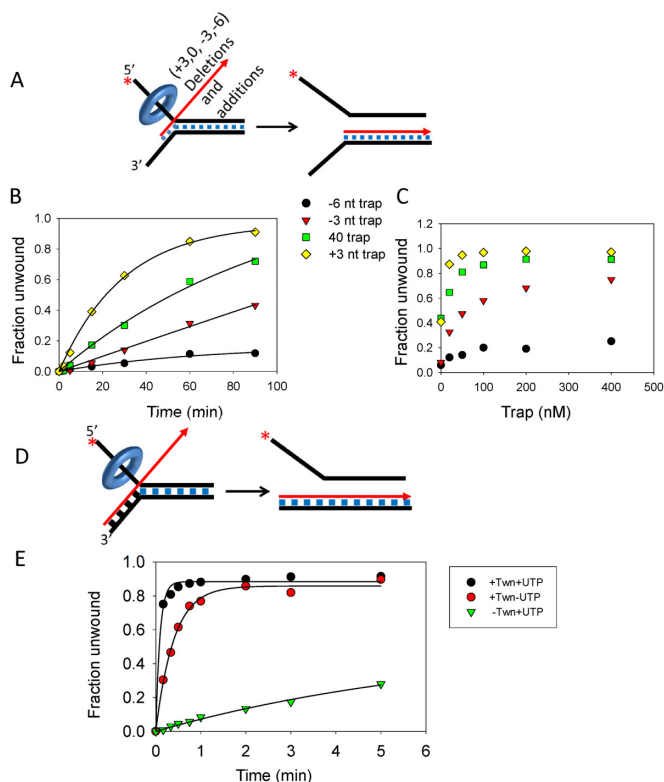 A
5’
*
(+3,0, -3,-6)
Deletions
and
additions
3’
*
B
Fraction unwound
1.0
0.8
0.6
0.4
0.2
0.0
0 20 40 60 80 100
Time (min)
-6 nt trap
-3 nt trap
40 trap
+3 nt trap
C
Fraction unwound
1.2
1.0
0.8
0.6
0.4
0.2
0.0
0 100 200 300 400 500
Trap (nM)
D
5’
*
3’
*
E
Fraction unwound
1.0
0.8
0.6
0.4
0.2
0.0
0 1 2 3 4 5 6
Time (min)
+Twn+UTP
+Twn-UTP
-Twn+UTP